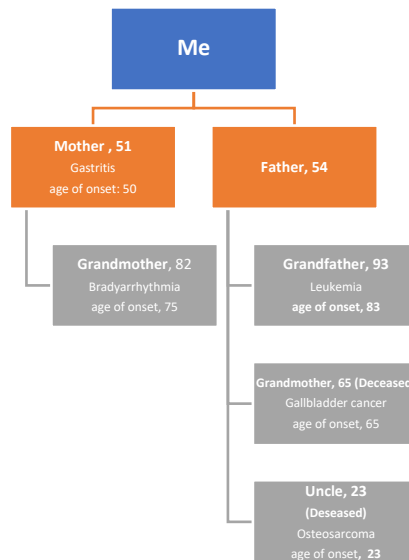 Me
Mother , 51
Gastritis
age of onset: 50
Father, 54
Grandmother, 82
Bradyarrhythmia
age of onset, 75
Grandfather, 93
Leukemia
age of onset, 83
Grandmother, 65 (Deceased
Gallbladder cancer
age of onset, 65
Uncle, 23
(Deseased)
Osteosarcoma
age of onset, 23